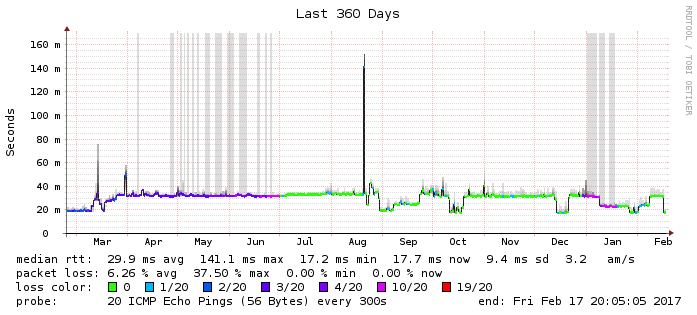 Last 360 Days
RRDTOOL / TOBI OETIKER
Seconds
160 m
140 m
120 m
100 m
80 m
60 m
40 m
20 m
0
Mar Apr May Jun Jul Aug Sep Oct Nov Dec Jan Feb
median rtt: 29.9 ms avg 141.1 ms max 17.2 ms min 17.7 ms now 9.4 ms sd 3.2 am/s
packet loss: 6.26 % avg 37.50 % max 0.00 % min 0.00 % now
loss color: 0 1/20 2/20 3/20 4/20 10/20 19/20
probe: 20 ICMP Echo Pings (56 Bytes) every 300s end: Fri Feb 17 20:05:05 2017